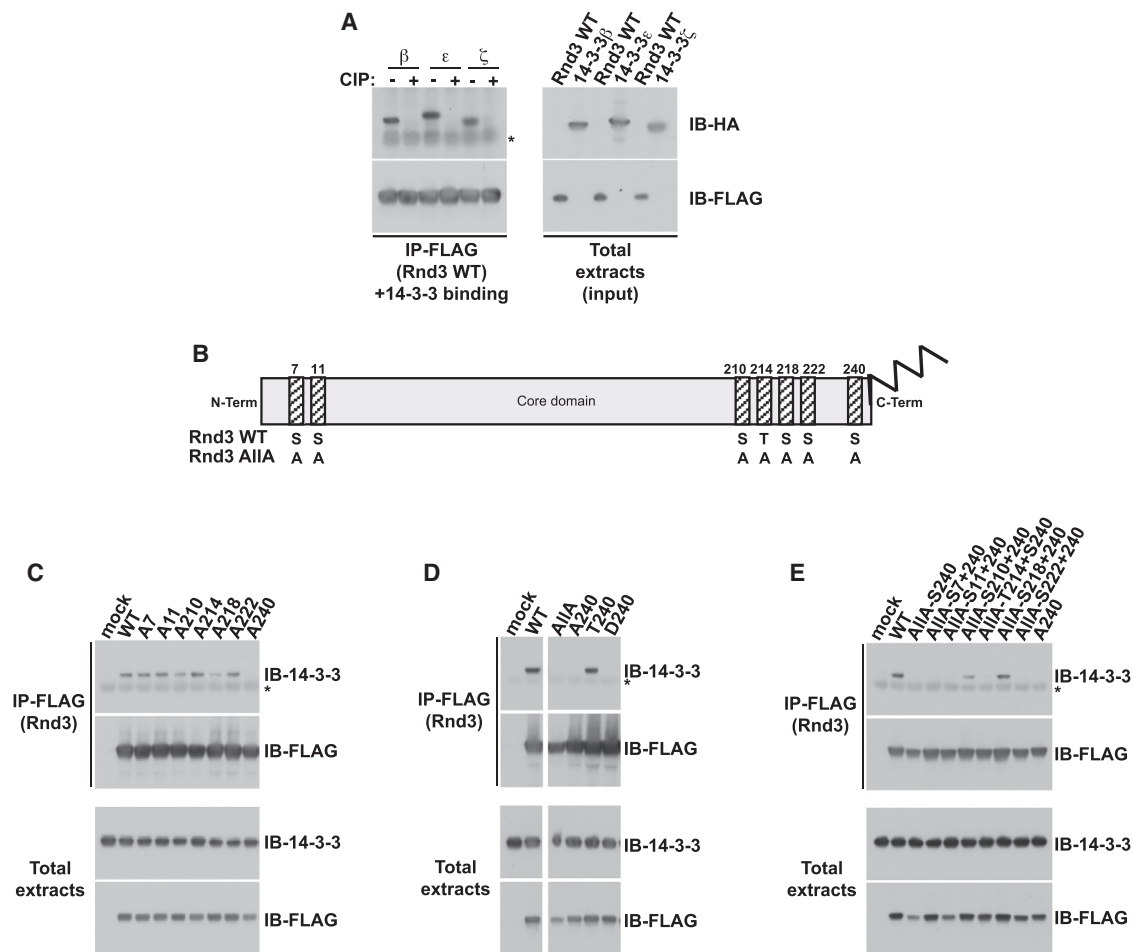 A
β ε ζ
CIP: - + - + - +
Rnd3 WT
14-3-3β
Rnd3 WT
14-3-3ε
Rnd3 WT
14-3-3ζ
IB-HA
*
IB-FLAG
IP-FLAG
(Rnd3 WT)
+14-3-3 binding
Total
extracts
(input)
B
7 11 210 214 218 222 240
N-Term
Core domain
C-Term
Rnd3 WT S S S T S S S
Rnd3 AllA A A A A A A A
C
mock
WT
A7
A11
A210
A214
A218
A222
A240
IP-FLAG
(Rnd3)
IB-14-3-3
*
IB-FLAG
Total
extracts
IB-14-3-3
IB-FLAG
D
mock
WT
AllA
A240
T240
D240
IP-FLAG
(Rnd3)
IB-14-3-3
*
IB-FLAG
Total
extracts
IB-14-3-3
IB-FLAG
E
mock
WT
AllA-S240
AllA-S7+240
AllA-S11+240
AllA-S210+240
AllA-T214+S240
AllA-S218+240
AllA-S222+240
A240
IP-FLAG
(Rnd3)
IB-14-3-3
*
IB-FLAG
Total
extracts
IB-14-3-3
IB-FLAG